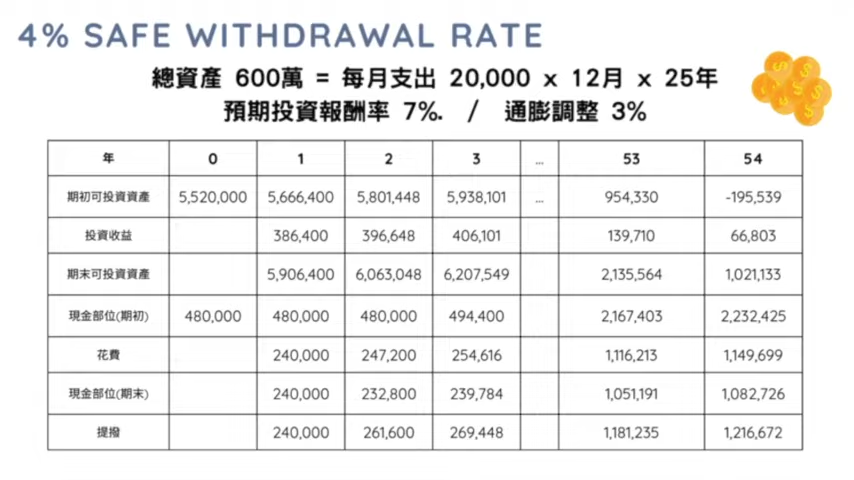 4% SAFE WITHDRAWAL RATE
總資產 600萬 = 每月支出 20,000 x 12月 x 25年
預期投資報酬率 7%. / 通膨調整 3%
年 0 1 2 3 ... 53 54
期初可投資資產 5,520,000 5,666,400 5,801,448 5,938,101 ... 954,330 -195,539
投資收益 386,400 396,648 406,101 139,710 66,803
期末可投資資產 5,906,400 6,063,048 6,207,549 2,135,564 1,021,133
現金部位(期初) 480,000 480,000 480,000 494,400 2,167,403 2,232,425
花費 240,000 247,200 254,616 1,116,213 1,149,699
現金部位(期末) 240,000 232,800 239,784 1,051,191 1,082,726
提撥 240,000 261,600 269,448 1,181,235 1,216,672